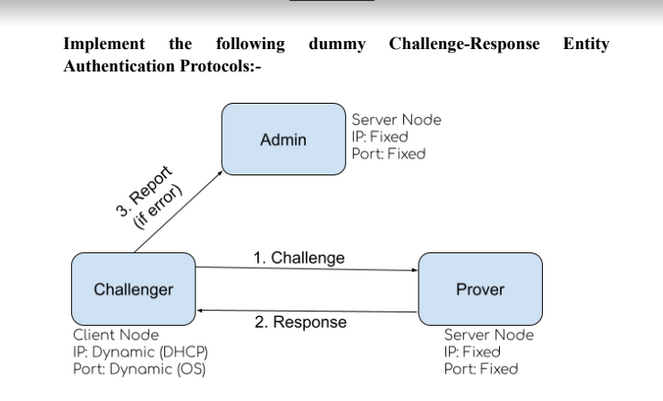 Implement the following dummy Challenge-Response Entity
Authentication Protocols:-
Admin
Server Node
IP: Fixed
Port: Fixed
3. Report
(if error)
1. Challenge
Challenger
Prover
2. Response
Client Node
IP: Dynamic (DHCP)
Port: Dynamic (OS)
Server Node
IP: Fixed
Port: Fixed